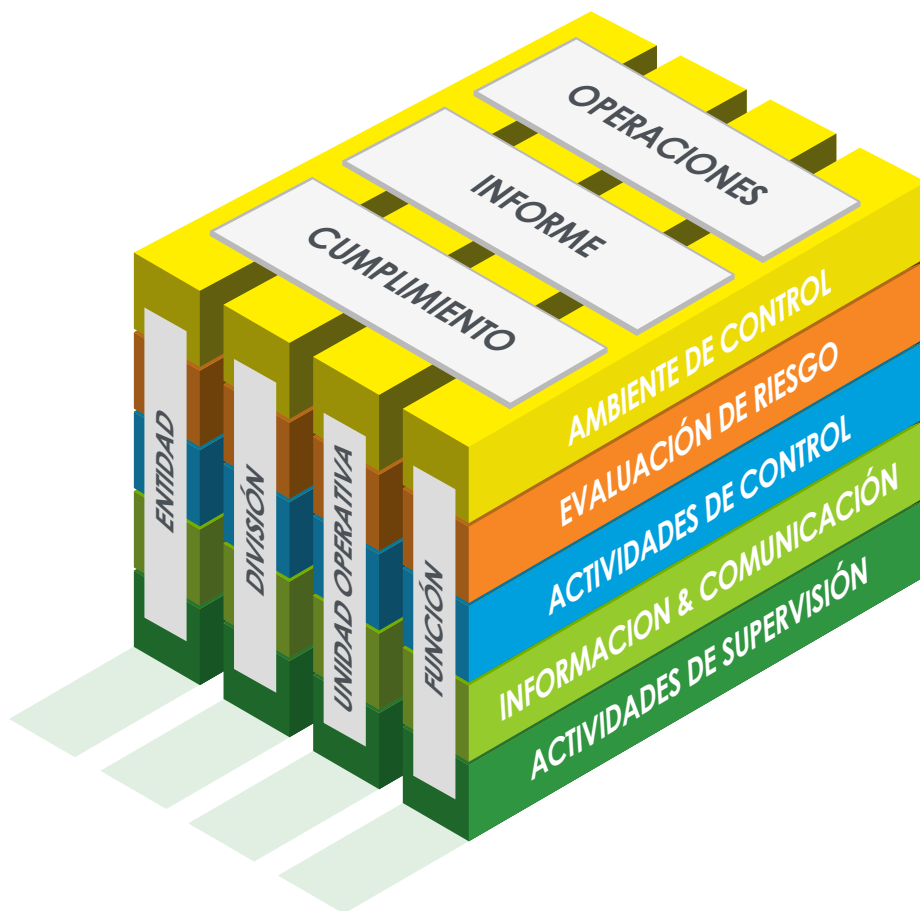 OPERACIONES
INFORME
CUMPLIMIENTO
AMBIENTE DE CONTROL
EVALUACIÓN DE RIESGO
ACTIVIDADES DE CONTROL
INFORMACION & COMUNICACIÓN
ACTIVIDADES DE SUPERVISIÓN
ENTIDAD
DIVISIÓN
UNIDAD OPERATIVA
FUNCIÓN